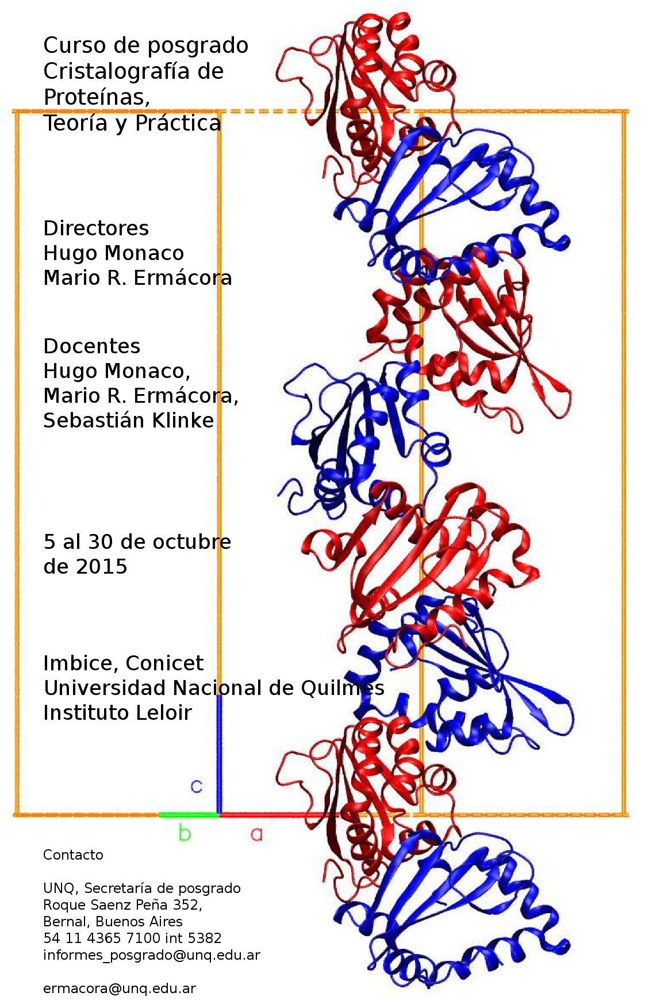 Curso de posgrado
Cristalografía de
Proteínas,
Teoría y Práctica
Directores
Hugo Monaco
Mario R. Ermácora
Docentes
Hugo Monaco,
Mario R. Ermácora,
Sebastián Klinke
5 al 30 de octubre
de 2015
Imbice, Conicet
Universidad Nacional de Quilmes
Instituto Leloir
c
b a
Contacto
UNQ, Secretaría de posgrado
Roque Saenz Peña 352,
Bernal, Buenos Aires
54 11 4365 7100 int 5382
informes_posgrado@unq.edu.ar
ermacora@unq.edu.ar